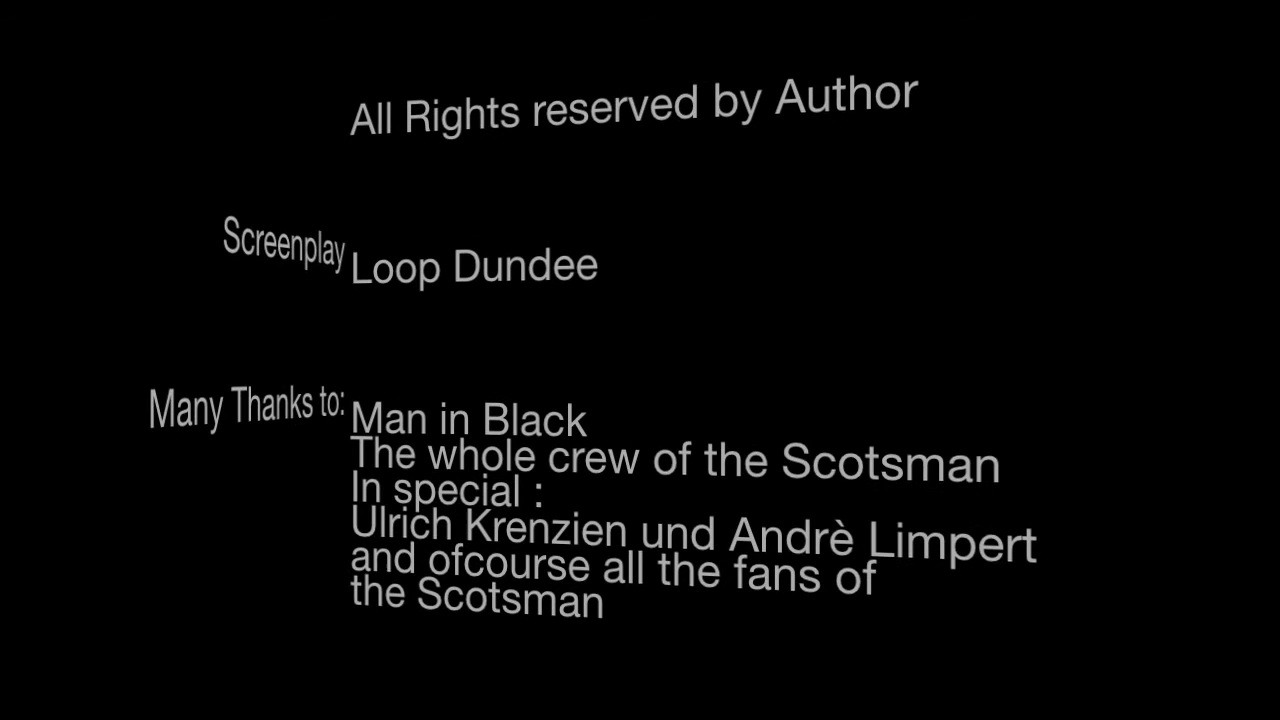 All Rights reserved by Author
Screenplay Loop Dundee
Many Thanks to: Man in Black
The whole crew of the Scotsman
In special :
Ulrich Krenzien und Andrè Limpert
and ofcourse all the fans of
the Scotsman